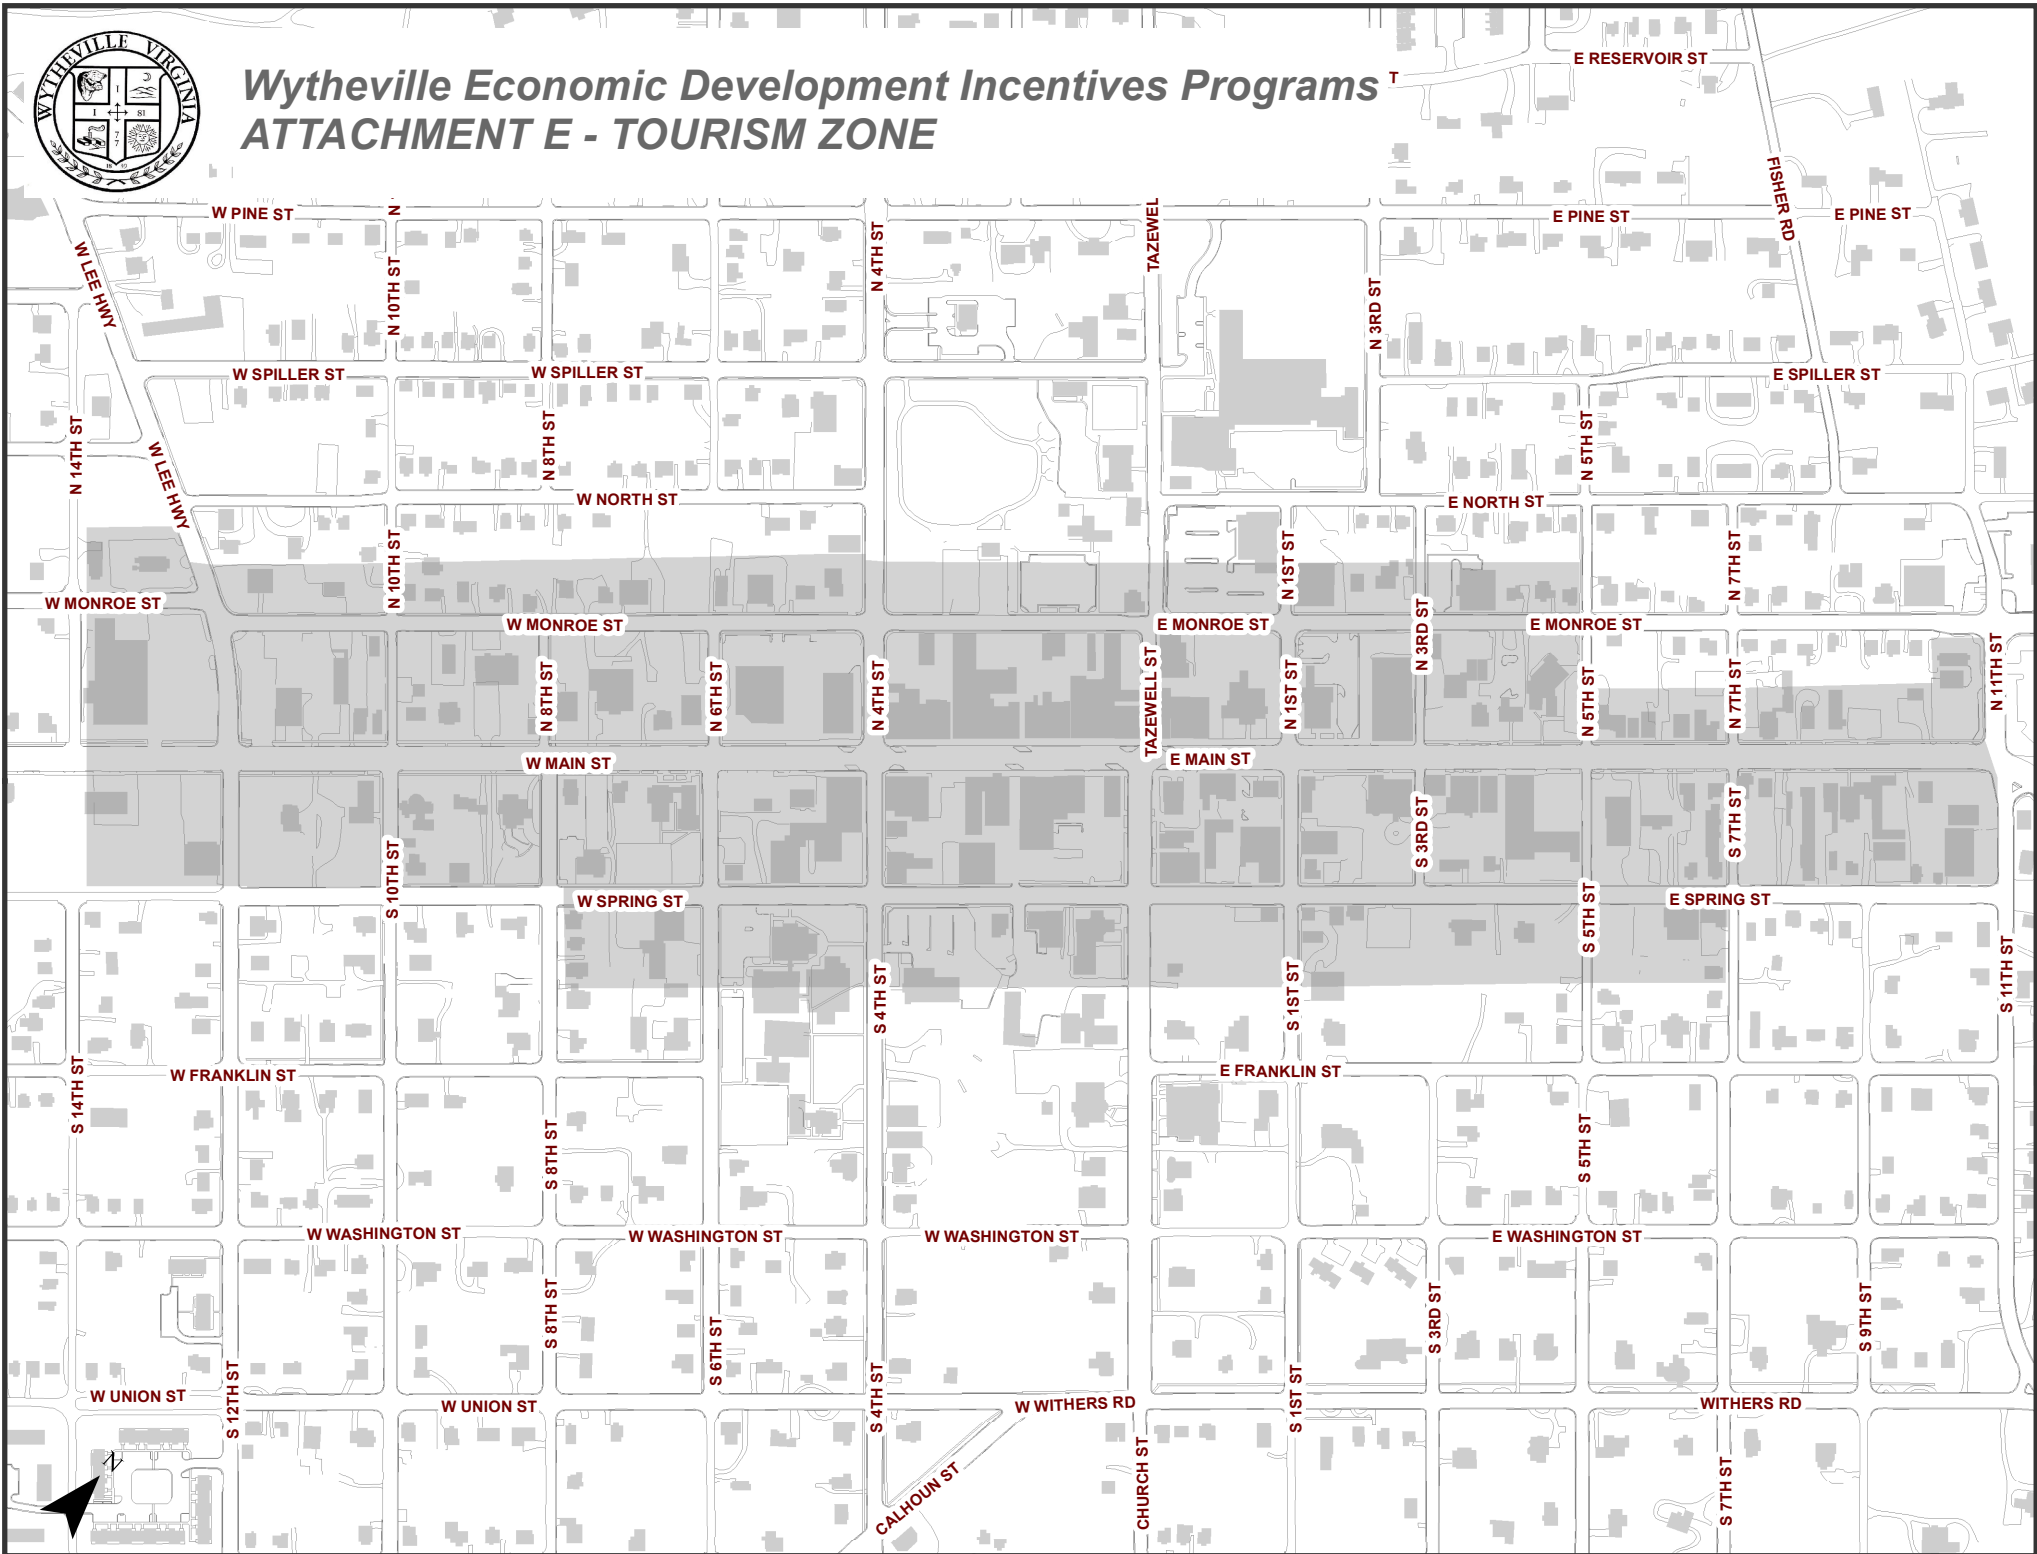 WYTHEVILLE VIRGINIA
I
I
81
7
7
Wytheville Economic Development Incentives Programs
ATTACHMENT E - TOURISM ZONE
T
E RESERVOIR ST
FISHER RD
W PINE ST
N
E PINE ST
E PINE ST
W LEE HWY
N 10TH ST
N 4TH ST
TAZEWEL
N 3RD ST
W SPILLER ST
W SPILLER ST
E SPILLER ST
N 14TH ST
W LEE HWY
N 8TH ST
N 5TH ST
W NORTH ST
E NORTH ST
N 10TH ST
N 1ST ST
N 7TH ST
W MONROE ST
W MONROE ST
E MONROE ST
N 3RD ST
E MONROE ST
N 8TH ST
N 6TH ST
N 4TH ST
TAZEWELL ST
N 1ST ST
N 5TH ST
N 7TH ST
N 11TH ST
W MAIN ST
E MAIN ST
S 10TH ST
S 3RD ST
S 7TH ST
W SPRING ST
S 5TH ST
E SPRING ST
S 4TH ST
S 1ST ST
S 11TH ST
S 14TH ST
W FRANKLIN ST
E FRANKLIN ST
S 8TH ST
S 5TH ST
W WASHINGTON ST
W WASHINGTON ST
W WASHINGTON ST
E WASHINGTON ST
S 8TH ST
S 6TH ST
S 3RD ST
S 9TH ST
W UNION ST
S 12TH ST
W UNION ST
S 4TH ST
W WITHERS RD
S 1ST ST
WITHERS RD
N
CALHOUN ST
CHURCH ST
S 7TH ST